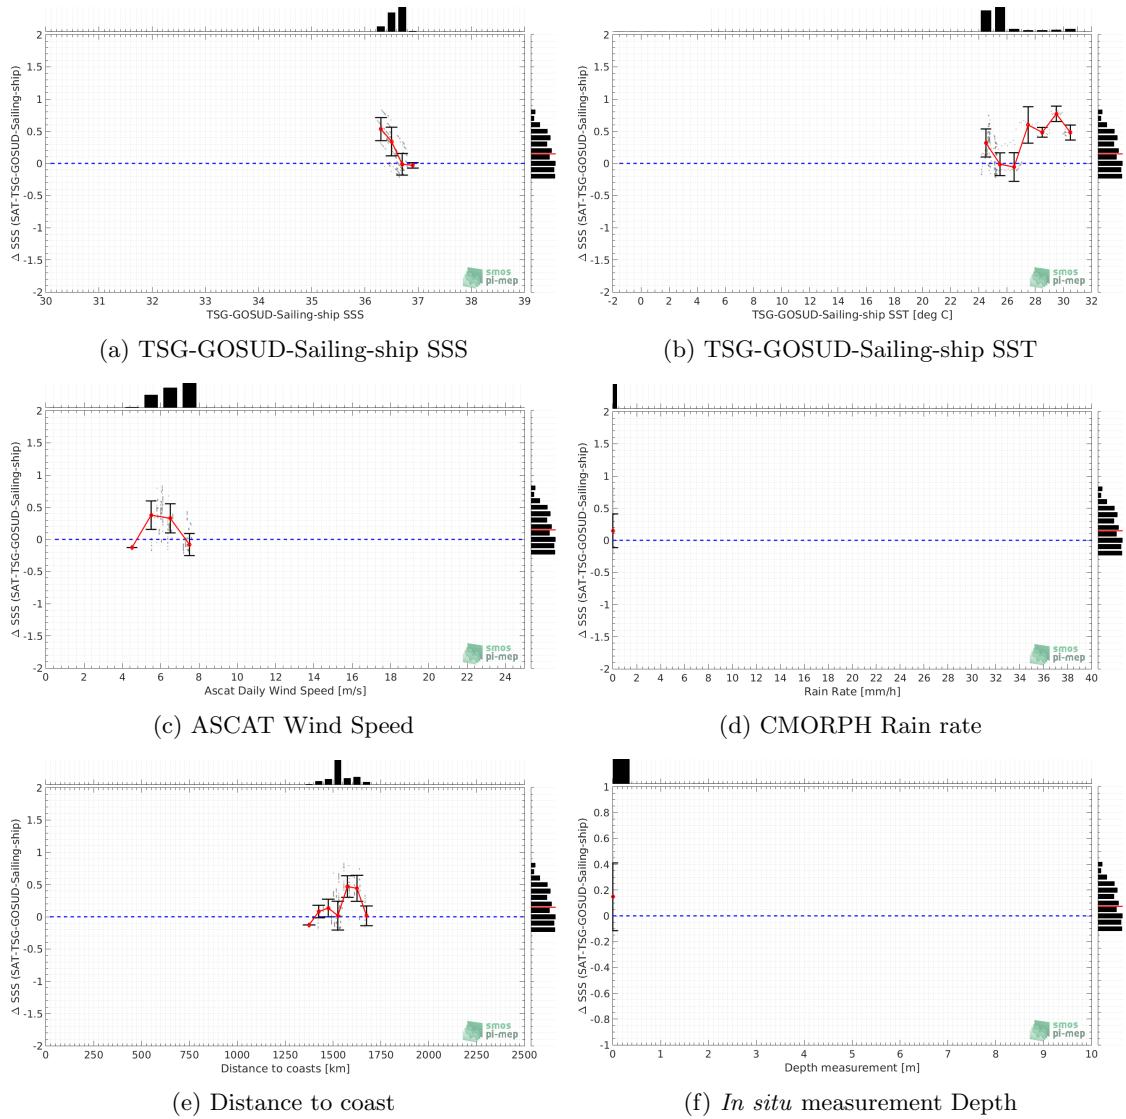 2
1.5
1
0.5
0
-0.5
-1
-1.5
-2
Δ SSS (SAT-TSG-GOSUD-Sailing-ship)
30 31 32 33 34 35 36 37 38 39
TSG-GOSUD-Sailing-ship SSS
smos
pi-mep
(a) TSG-GOSUD-Sailing-ship SSS
2
1.5
1
0.5
0
-0.5
-1
-1.5
-2
Δ SSS (SAT-TSG-GOSUD-Sailing-ship)
-2 0 2 4 6 8 10 12 14 16 18 20 22 24 26 28 30 32
TSG-GOSUD-Sailing-ship SST [deg C]
smos
pi-mep
(b) TSG-GOSUD-Sailing-ship SST
2
1.5
1
0.5
0
-0.5
-1
-1.5
-2
Δ SSS (SAT-TSG-GOSUD-Sailing-ship)
0 2 4 6 8 10 12 14 16 18 20 22 24
Ascat Daily Wind Speed [m/s]
smos
pi-mep
(c) ASCAT Wind Speed
2
1.5
1
0.5
0
-0.5
-1
-1.5
-2
Δ SSS (SAT-TSG-GOSUD-Sailing-ship)
0 2 4 6 8 10 12 14 16 18 20 22 24 26 28 30 32 34 36 38 40
Rain Rate [mm/h]
smos
pi-mep
(d) CMORPH Rain rate
2
1.5
1
0.5
0
-0.5
-1
-1.5
-2
Δ SSS (SAT-TSG-GOSUD-Sailing-ship)
0 250 500 750 1000 1250 1500 1750 2000 2250 2500
Distance to coasts [km]
smos
pi-mep
(e) Distance to coast
1
0.8
0.6
0.4
0.2
0
-0.2
-0.4
-0.6
-0.8
-1
Δ SSS (SAT-TSG-GOSUD-Sailing-ship)
0 1 2 3 4 5 6 7 8 9 10
Depth measurement [m]
smos
pi-mep
(f) In situ measurement Depth